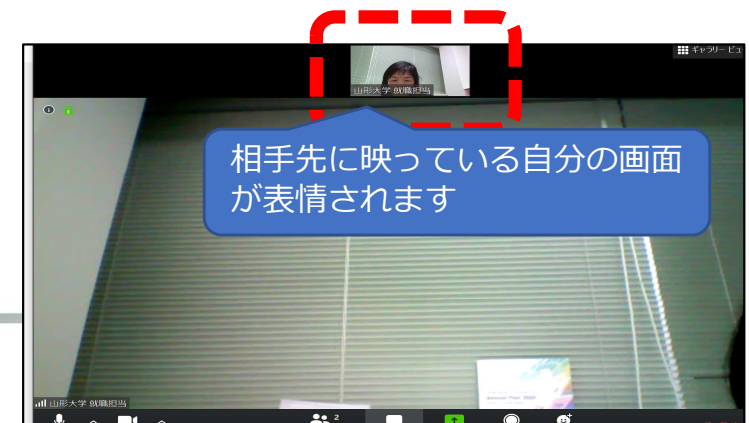 ギャラリー ビュ
山形大学 就職担当
相手先に映っている自分の画面
が表情されます
山形大学 就職担当
2